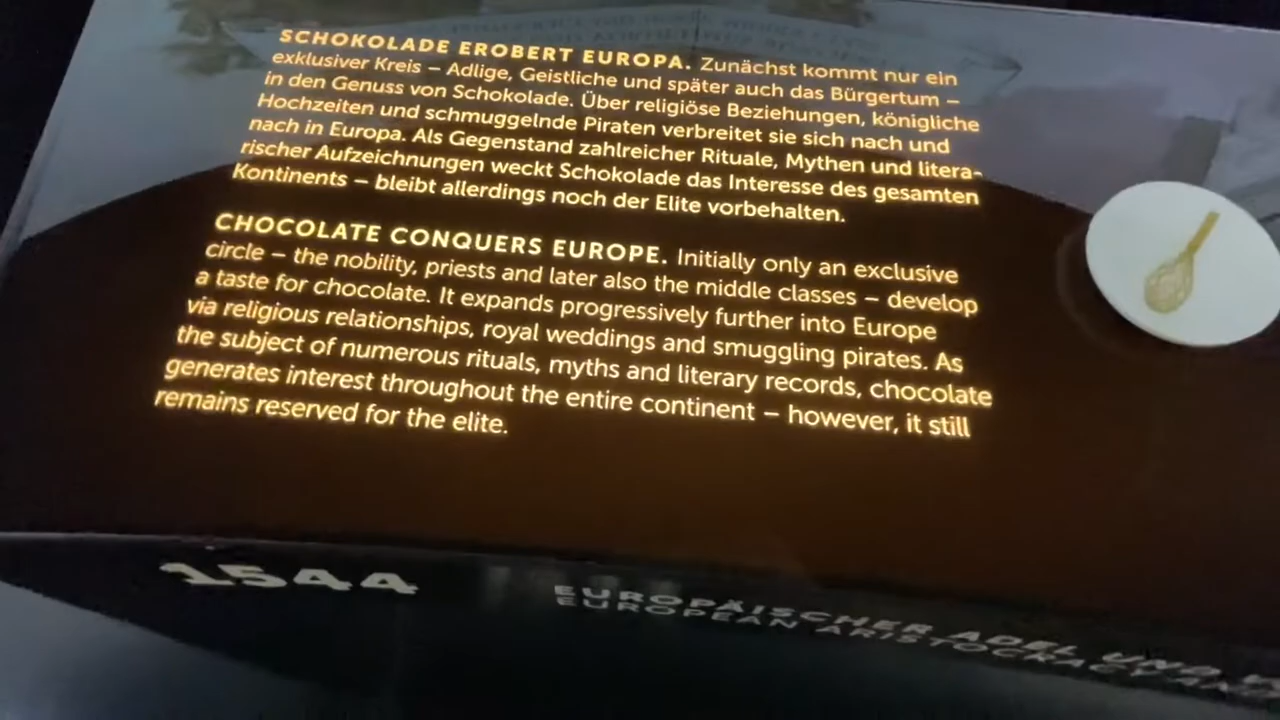 SCHOKOLADE EROBERT EUROPA. Zunächst kommt nur ein
exklusiver Kreis – Adlige, Geistliche und später auch das Bürgertum –
in den Genuss von Schokolade. Über religiöse Beziehungen, königliche
Hochzeiten und schmuggelnde Piraten verbreitet sie sich nach und
nach in Europa. Als Gegenstand zahlreicher Rituale, Mythen und litera-
rischer Aufzeichnungen weckt Schokolade das Interesse des gesamten
Kontinents – bleibt allerdings noch der Elite vorbehalten.
CHOCOLATE CONQUERS EUROPE. Initially only an exclusive
circle – the nobility, priests and later also the middle classes – develop
a taste for chocolate. It expands progressively further into Europe
via religious relationships, royal weddings and smuggling pirates. As
the subject of numerous rituals, myths and literary records, chocolate
generates interest throughout the entire continent – however, it still
remains reserved for the elite.
1544
EUROPÄISCHER ADEL UND
EUROPEAN ARISTOCRACY